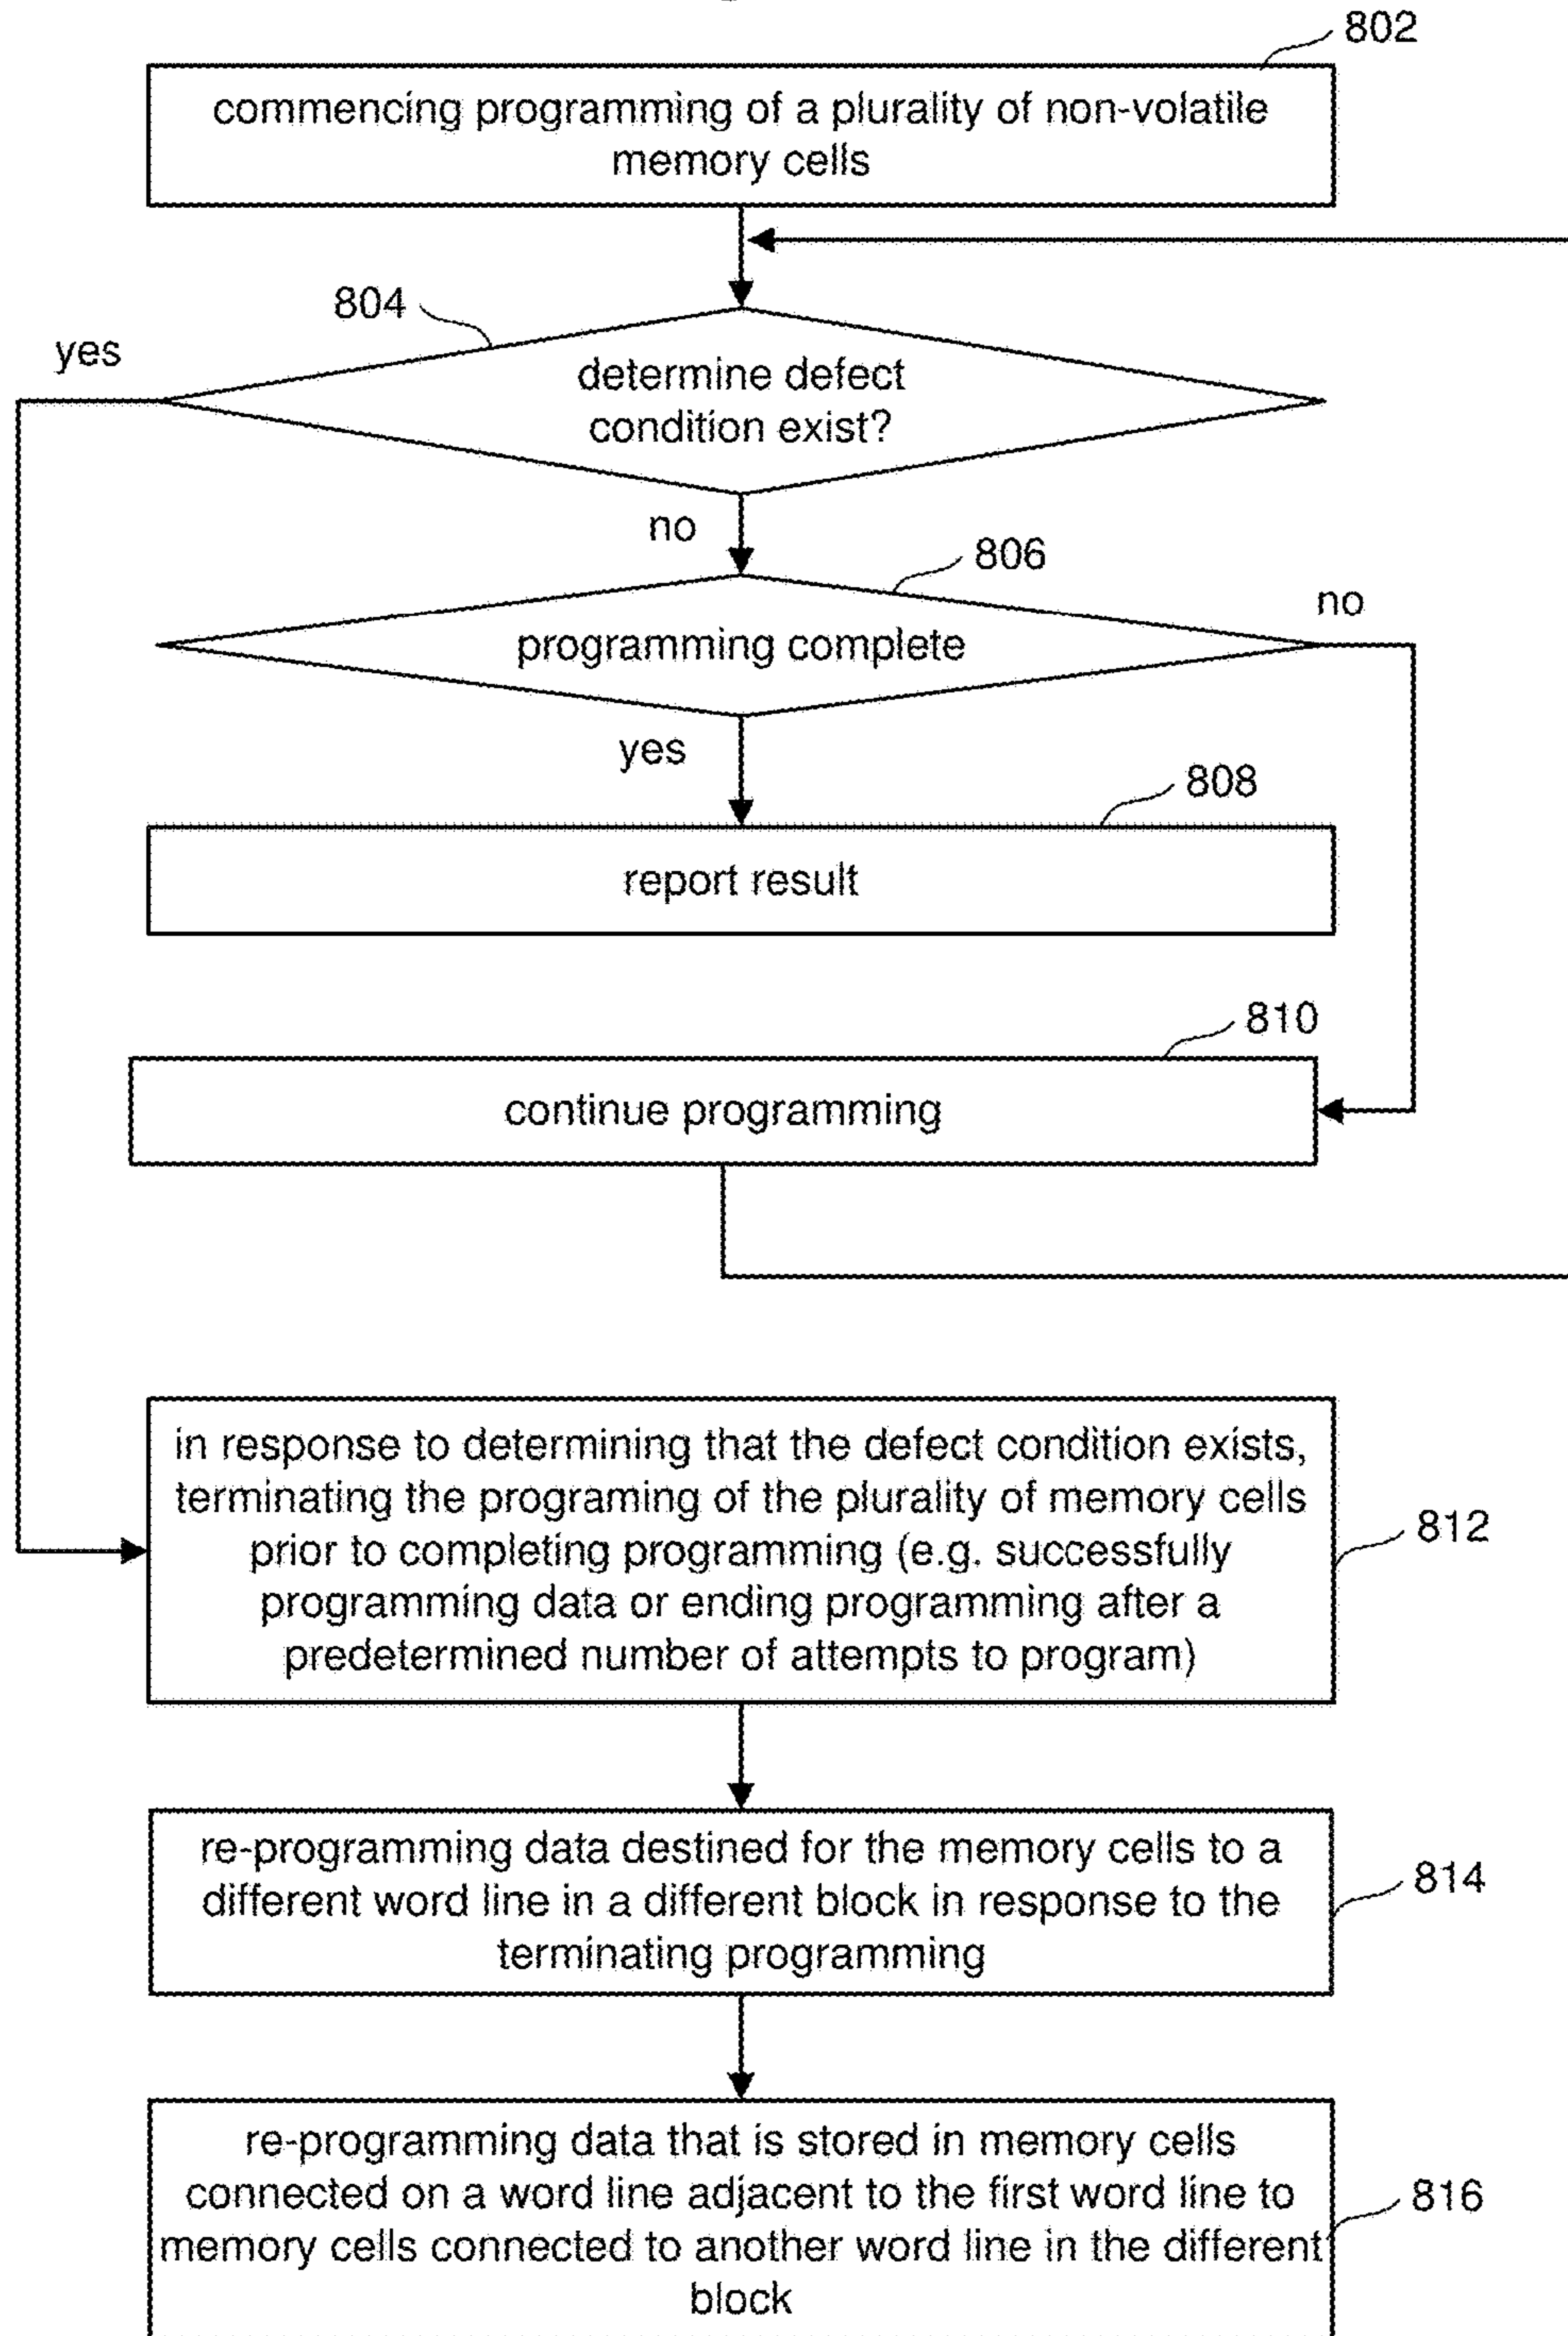 802
commencing programming of a plurality of non-volatile
memory cells
804
yes
determine defect
condition exist?
no
806
no
programming complete
yes
808
report result
810
continue programming
in response to determining that the defect condition exists,
terminating the programing of the plurality of memory cells
prior to completing programming (e.g. successfully
programming data or ending programming after a
predetermined number of attempts to program)
812
re-programming data destined for the memory cells to a
different word line in a different block in response to the
terminating programming
814
re-programming data that is stored in memory cells
connected on a word line adjacent to the first word line to
memory cells connected to another word line in the different
block
816